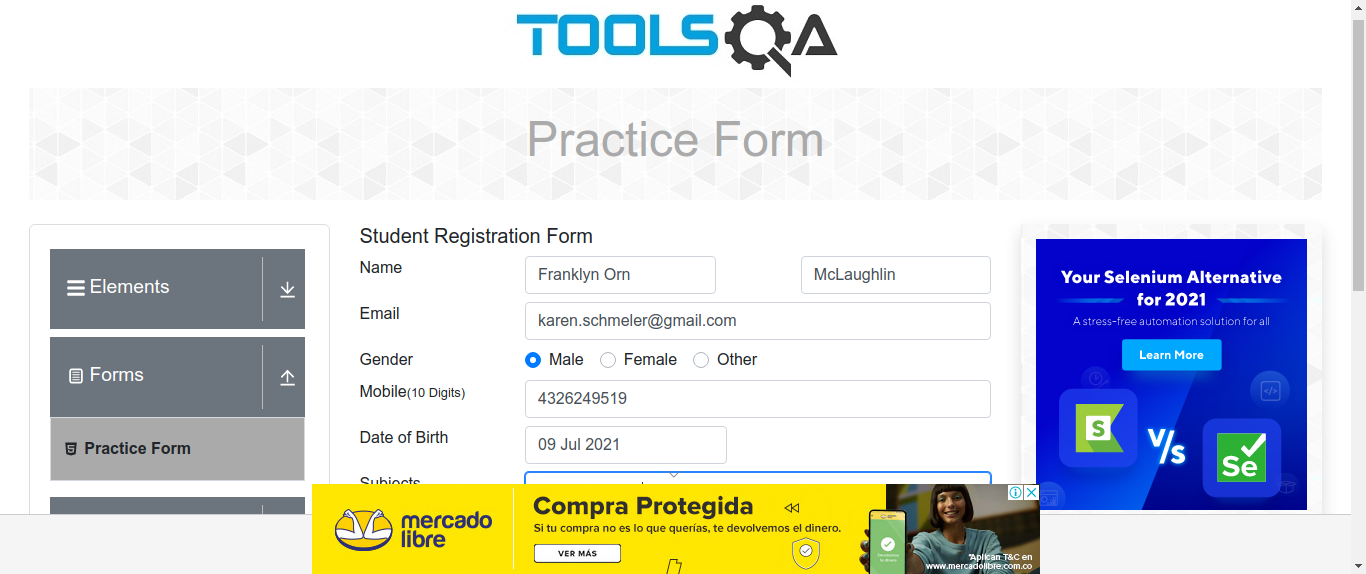 TOOLSQA
Practice Form
Elements
Forms
Practice Form
Student Registration Form
Name
Franklyn Orn
McLaughlin
Email
karen.schmeler@gmail.com
Gender
Male
Female
Other
Mobile(10 Digits)
4326249519
Date of Birth
09 Jul 2021
Subjects
Your Selenium Alternative
for 2021
A stress-free automation solution for all
Learn More
S
V/s
Se
mercado
libre
Compra Protegida
Si tu compra no es lo que querías, te devolvemos el dinero.
VER MÁS
*Aplican T&C en
www.mercadolibre.com.co